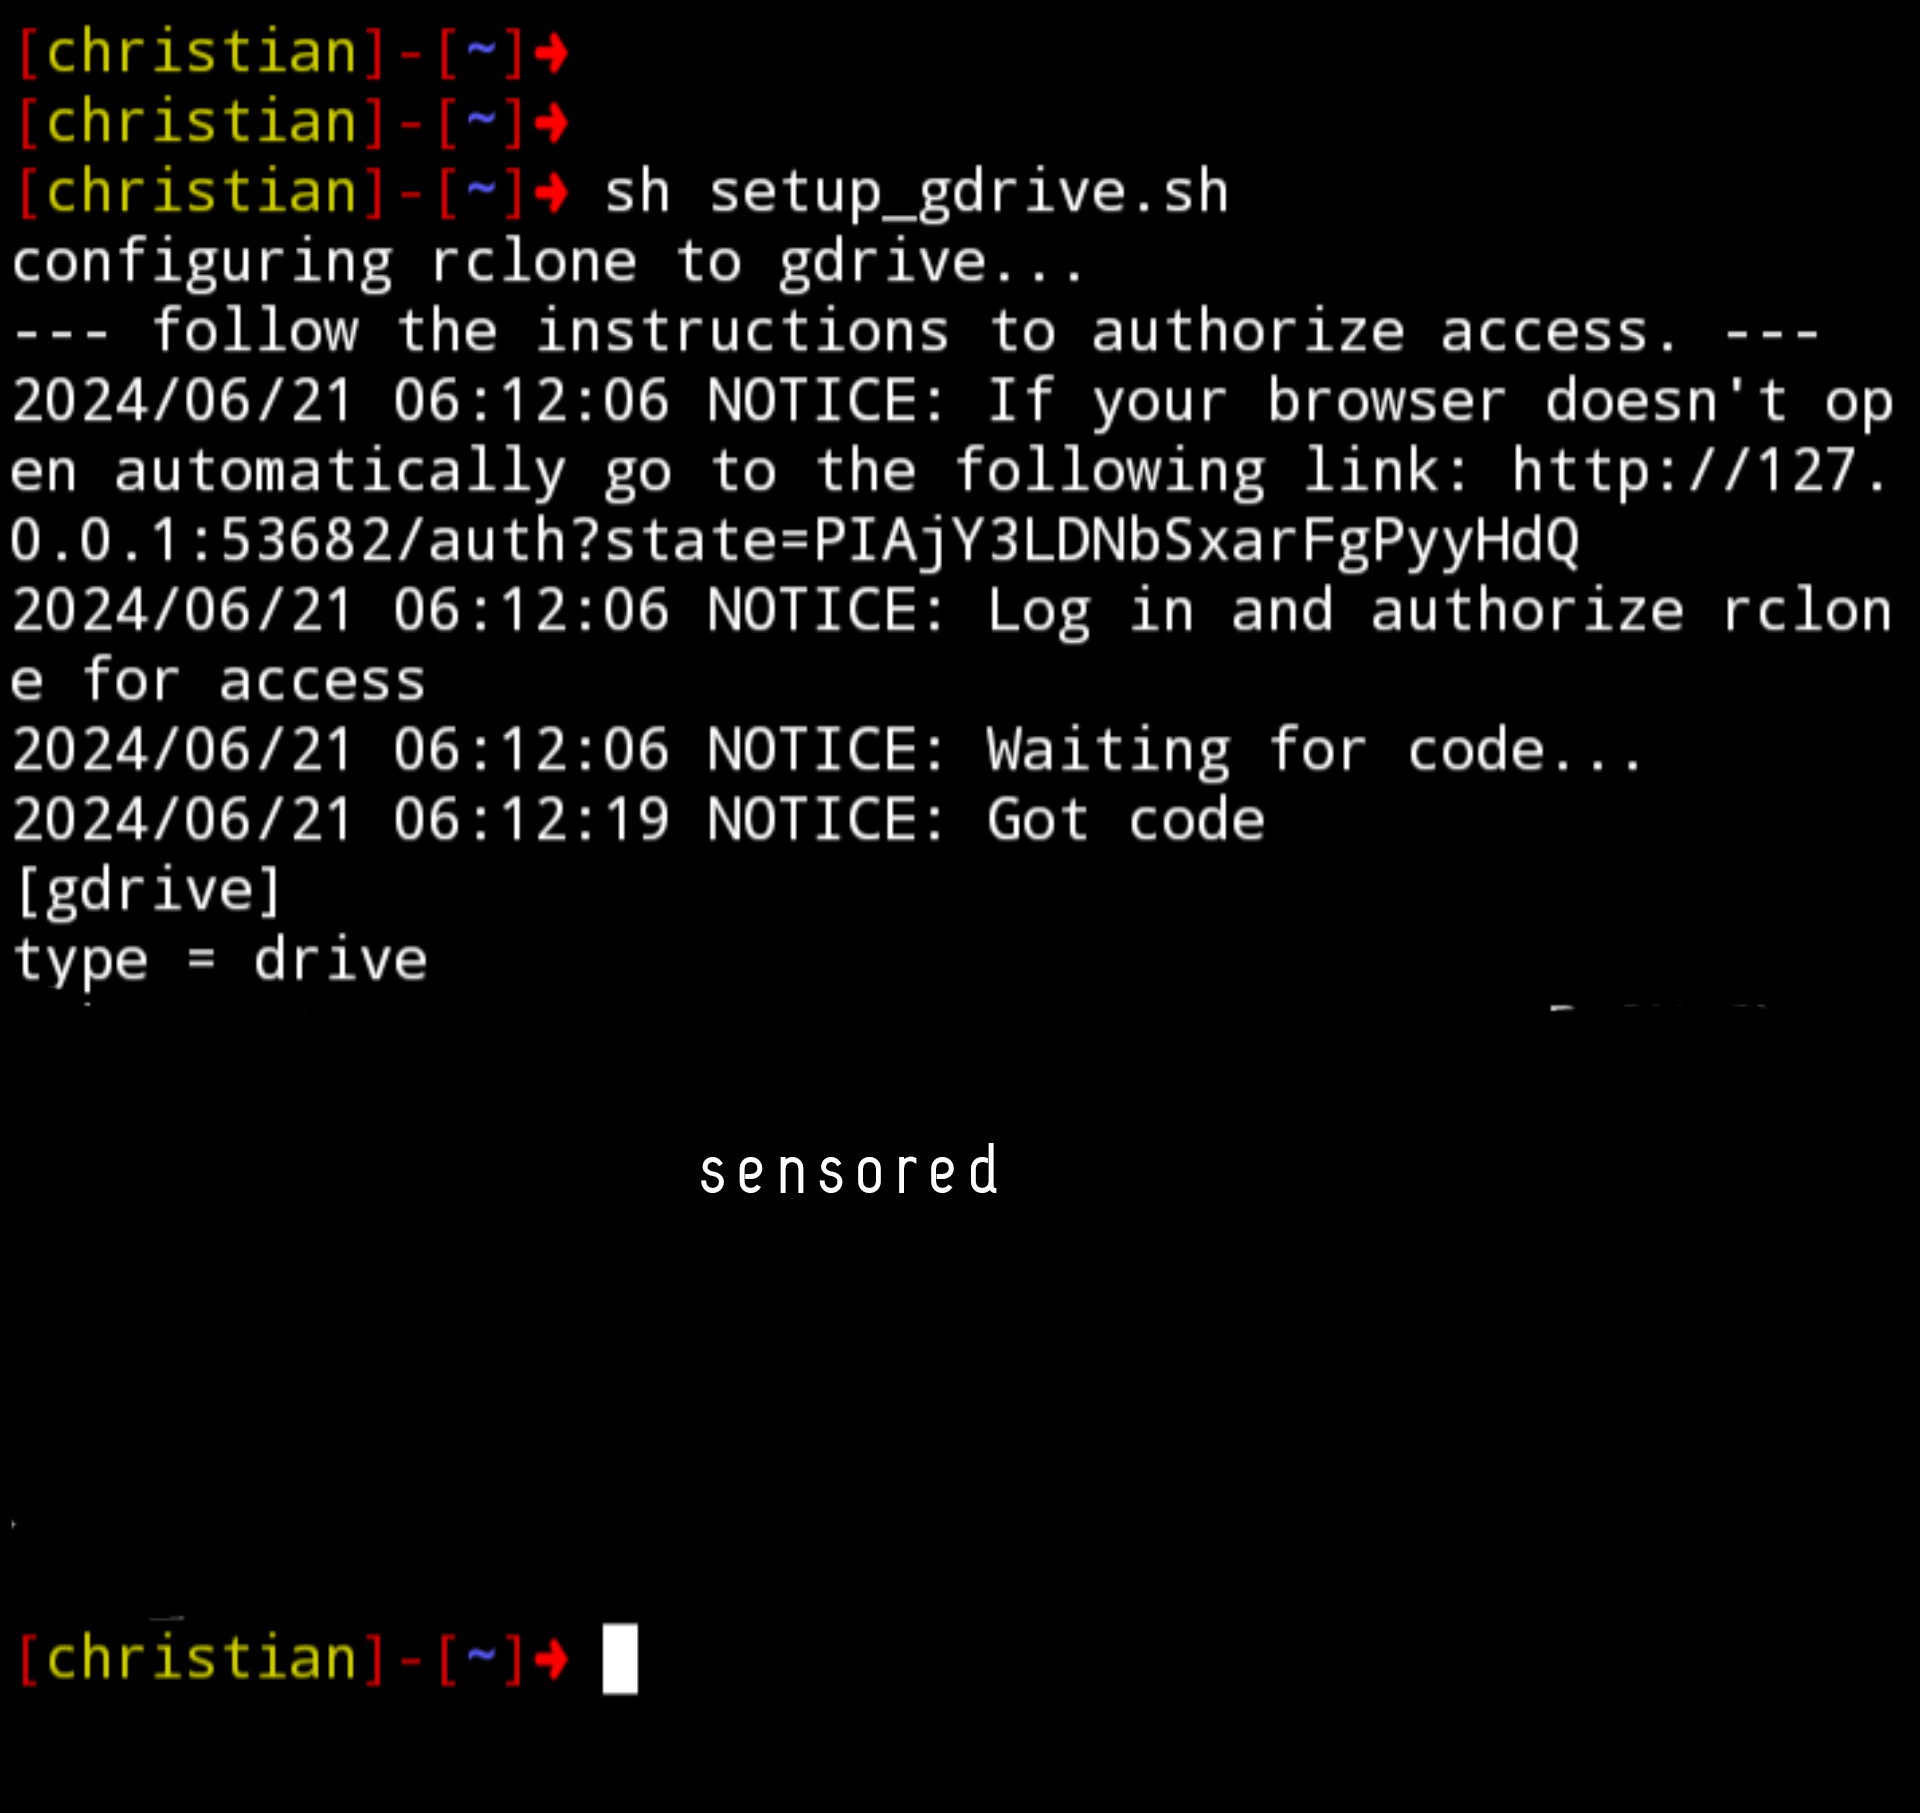 [christian]-[~]➜
[christian]-[~]➜
[christian]-[~]➜ sh setup_gdrive.sh
configuring rclone to gdrive...
--- follow the instructions to authorize access. ---
2024/06/21 06:12:06 NOTICE: If your browser doesn't op
en automatically go to the following link: http://127.
0.0.1:53682/auth?state=PIAjY3LDNbSxarFgPyyHdQ
2024/06/21 06:12:06 NOTICE: Log in and authorize rclon
e for access
2024/06/21 06:12:06 NOTICE: Waiting for code...
2024/06/21 06:12:19 NOTICE: Got code
[gdrive]
type = drive
sensored
[christian]-[~]➜